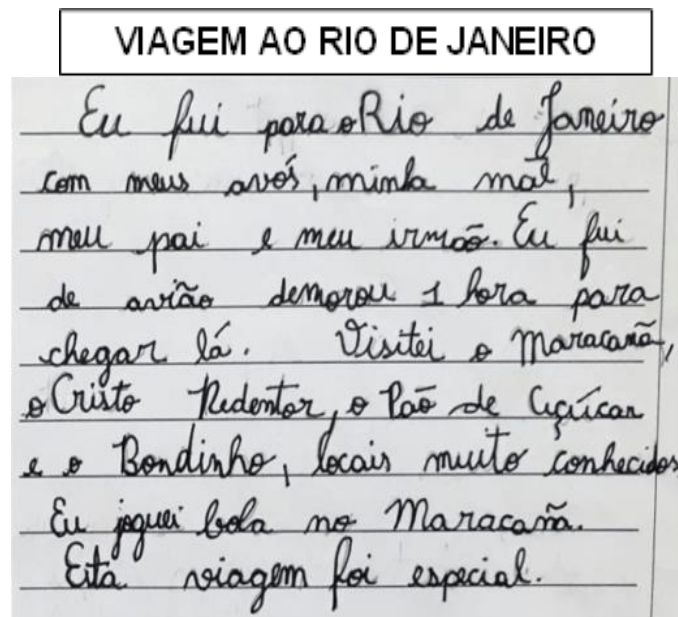 VIAGEM AO RIO DE JANEIRO
Eu fui para o Rio de Janeiro
com meus avós, minha mãe,
meu pai e meu irmão. Eu fui
de avião demorou 1 hora para
chegar lá. Visitei o Maracanã,
o Cristo Redentor, o Pão de Açúcar
e o Bondinho, locais muito conhecidos
Eu joguei bola no Maracanã.
Esta viagem foi especial.